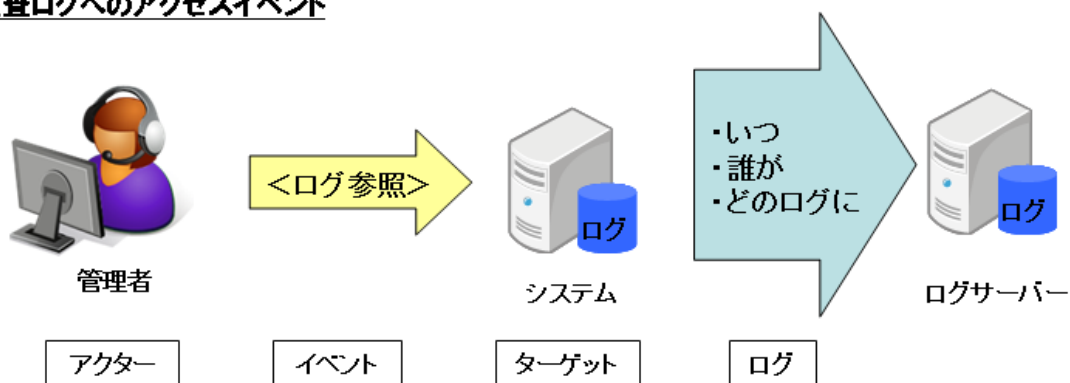 査ログへのアクセスイベント
・いつ
・誰が
・どのログに
<ログ参照>
ログ
ログ
管理者
システム
ログサーバー
アクター
イベント
ターゲット
ログ